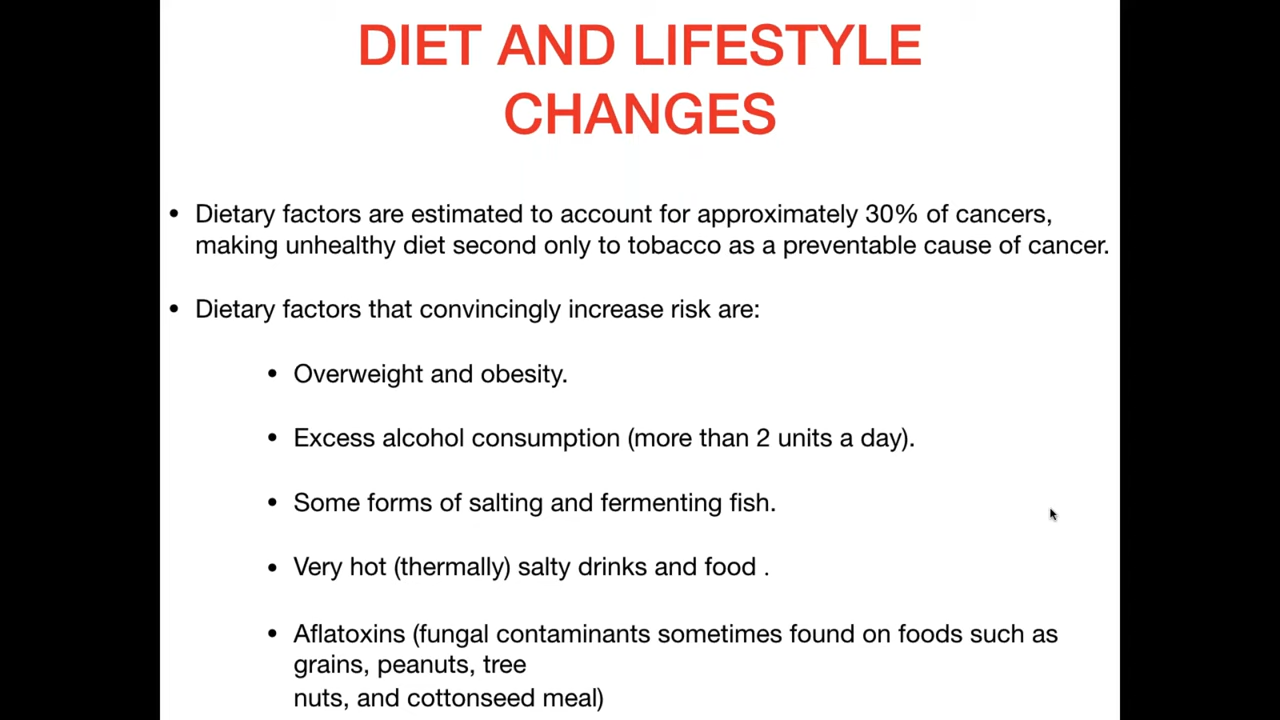 DIET AND LIFESTYLE
CHANGES
• Dietary factors are estimated to account for approximately 30% of cancers,
making unhealthy diet second only to tobacco as a preventable cause of cancer.
• Dietary factors that convincingly increase risk are:
• Overweight and obesity.
• Excess alcohol consumption (more than 2 units a day).
• Some forms of salting and fermenting fish.
• Very hot (thermally) salty drinks and food .
• Aflatoxins (fungal contaminants sometimes found on foods such as
grains, peanuts, tree
nuts, and cottonseed meal)